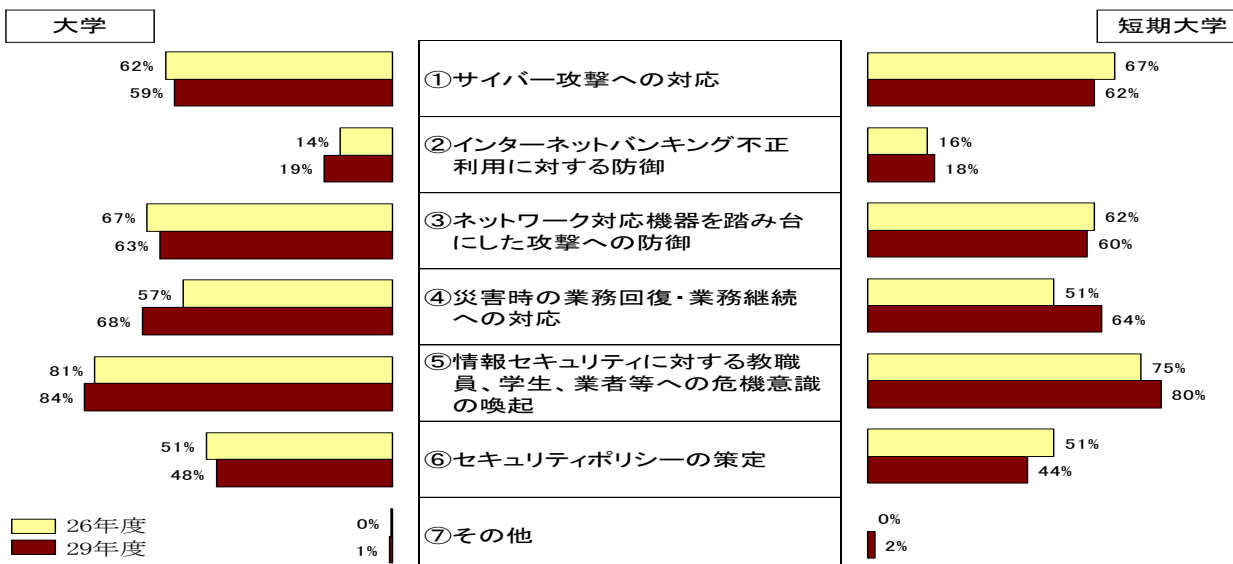 大学
短期大学
62%
59%
①サイバー攻撃への対応
67%
62%
14%
19%
②インターネットバンキング不正
利用に対する防御
16%
18%
67%
63%
③ネットワーク対応機器を踏み台
にした攻撃への防御
62%
60%
57%
68%
④災害時の業務回復・業務継続
への対応
51%
64%
81%
84%
⑤情報セキュリティに対する教職
員、学生、業者等への危機意識
の喚起
75%
80%
51%
48%
⑥セキュリティポリシーの策定
51%
44%
26年度
29年度
0%
1%
⑦その他
0%
2%